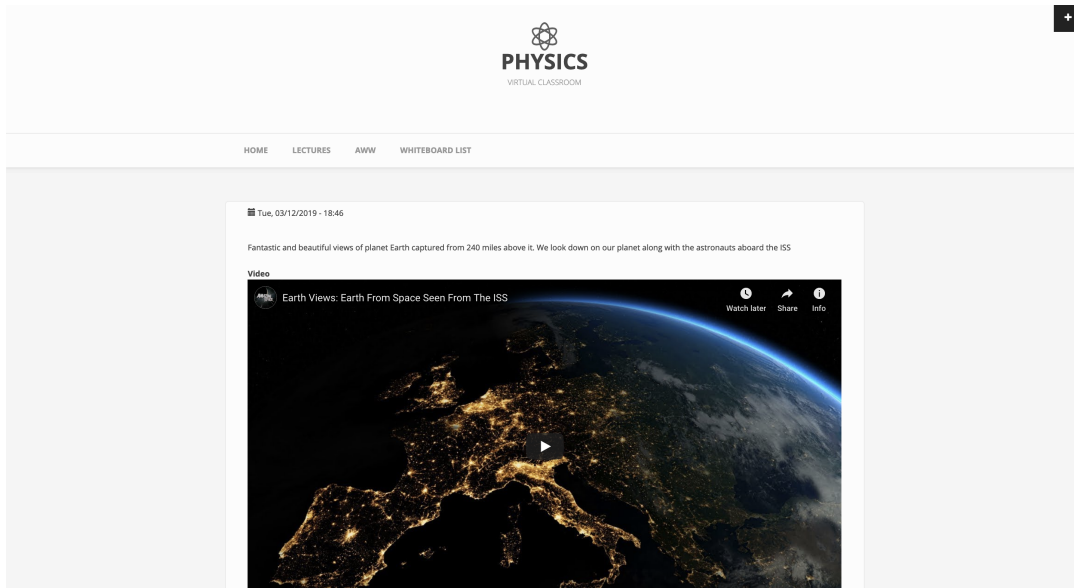 +
PHYSICS
VIRTUAL CLASSROOM
HOME LECTURES AWW WHITEBOARD LIST
Tue, 03/12/2019 - 18:46
Fantastic and beautiful views of planet Earth captured from 240 miles above it. We look down on our planet along with the astronauts aboard the ISS
Video
Earth Views: Earth From Space Seen From The ISS
Watch later Share Info